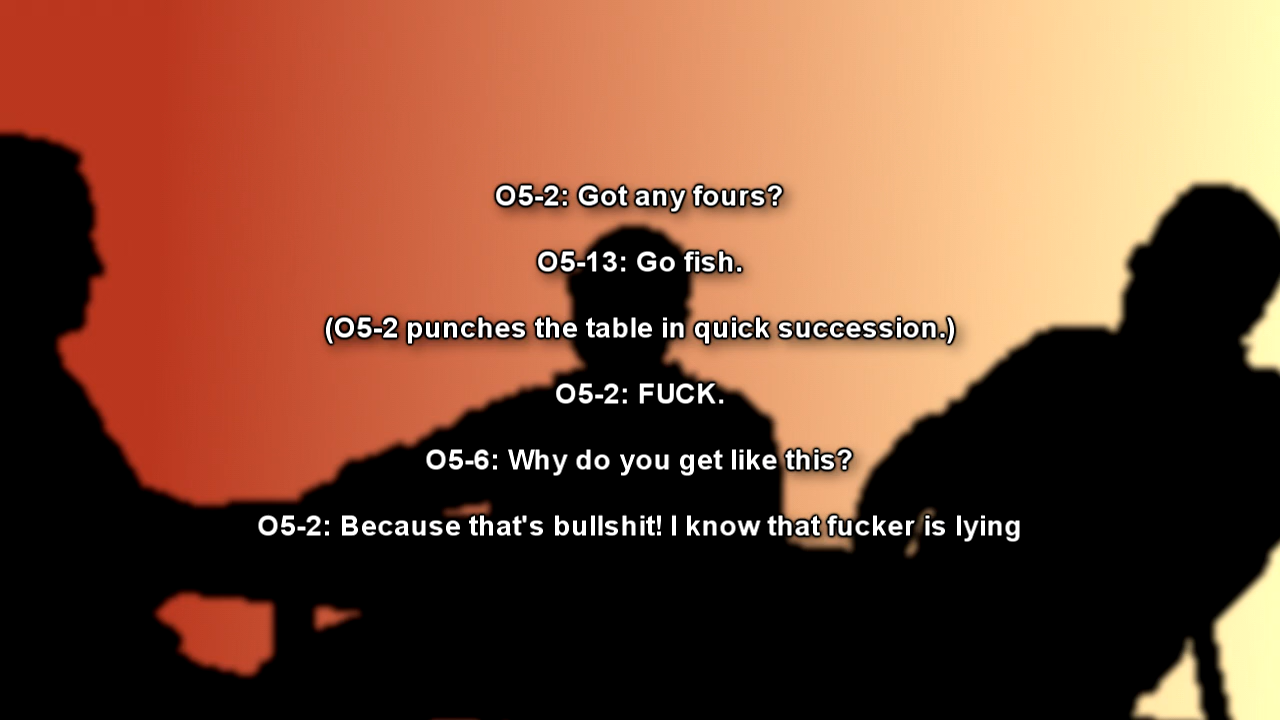 O5-2: Got any fours?
O5-13: Go fish.
(O5-2 punches the table in quick succession.)
O5-2: FUCK.
O5-6: Why do you get like this?
O5-2: Because that's bullshit! I know that fucker is lying